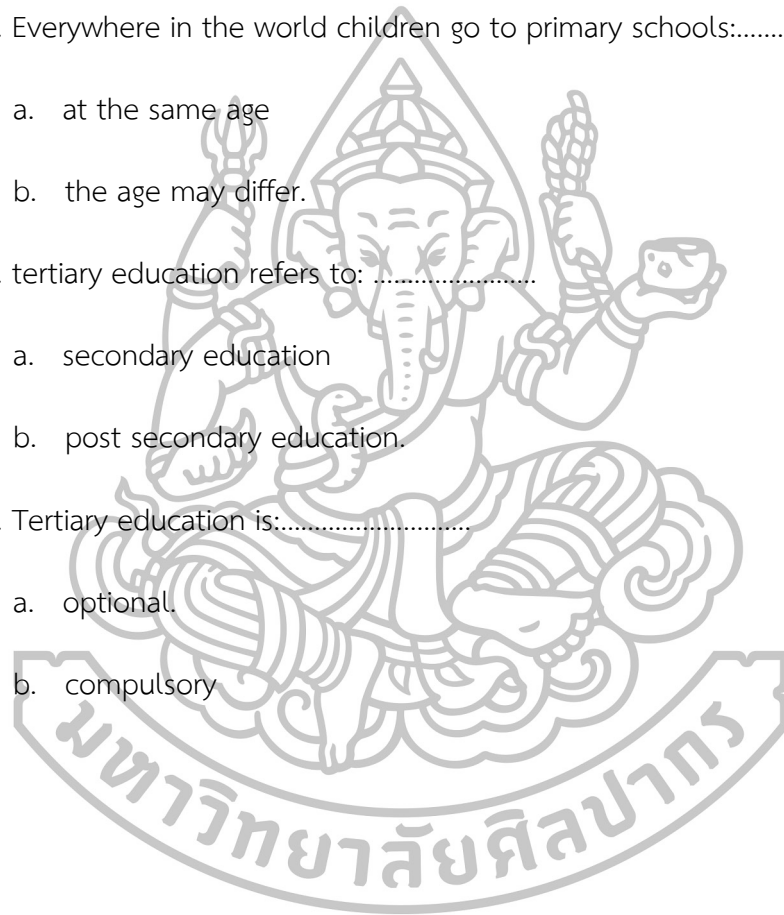 . Everywhere in the world children go to primary schools:.......
a. at the same age
b. the age may differ.
. tertiary education refers to: ........................
a. secondary education
b. post secondary education.
. Tertiary education is:............................
a. optional.
b. compulsory
มหาวิทยาลัยศิลปากร